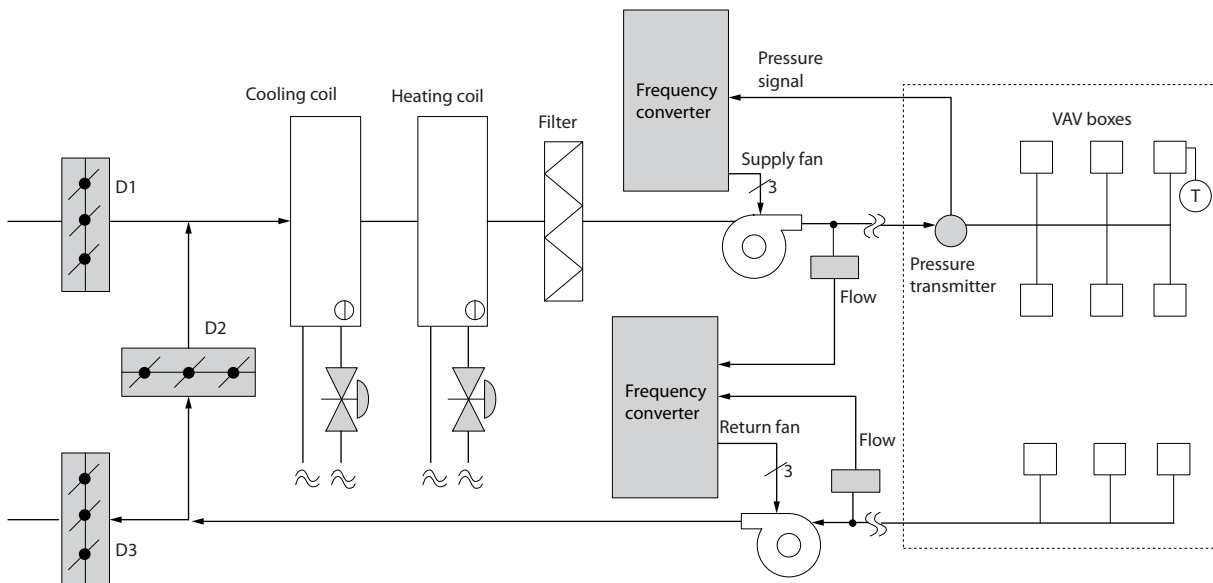 Pressure
signal
Cooling coil
Heating coil
Frequency
converter
VAV boxes
Filter
Supply fan
3
D1
T
Pressure
transmitter
Flow
D2
Frequency
converter
Return fan
Flow
3
D3